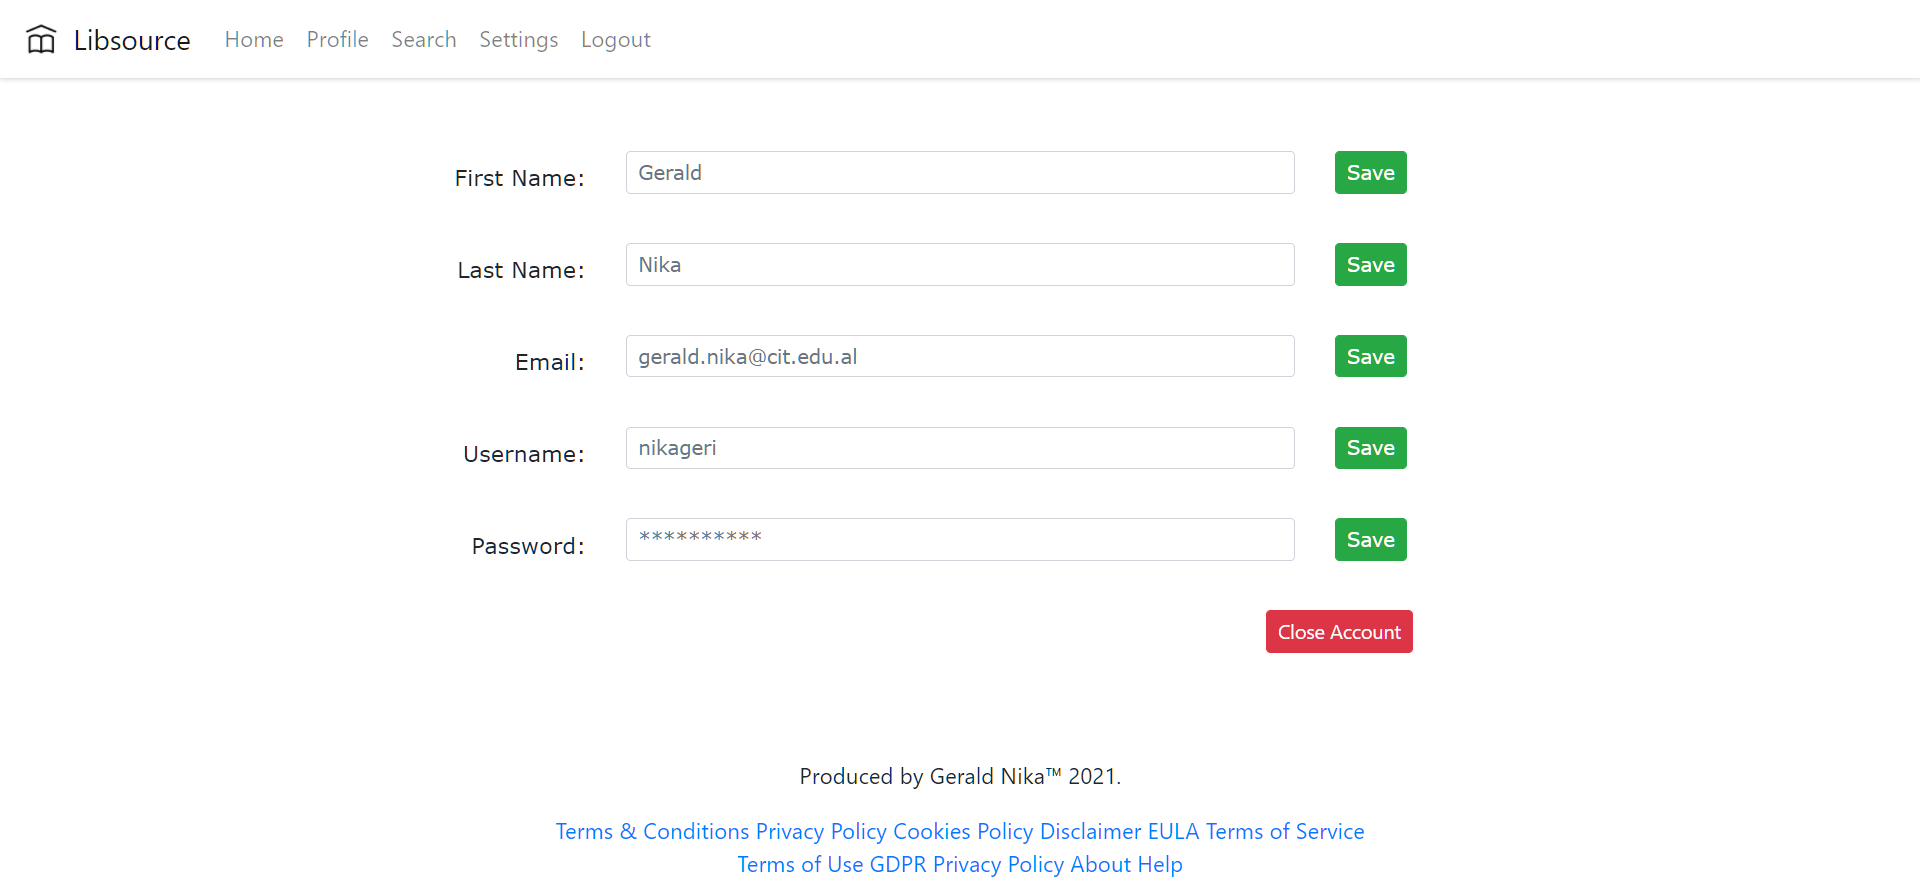 Libsource Home Profile Search Settings Logout
First Name: Gerald Save
Last Name: Nika Save
Email: gerald.nika@cit.edu.al Save
Username: nikageri Save
Password: ********** Save
Close Account
Produced by Gerald Nika™ 2021.
Terms & Conditions Privacy Policy Cookies Policy Disclaimer EULA Terms of Service
Terms of Use GDPR Privacy Policy About Help